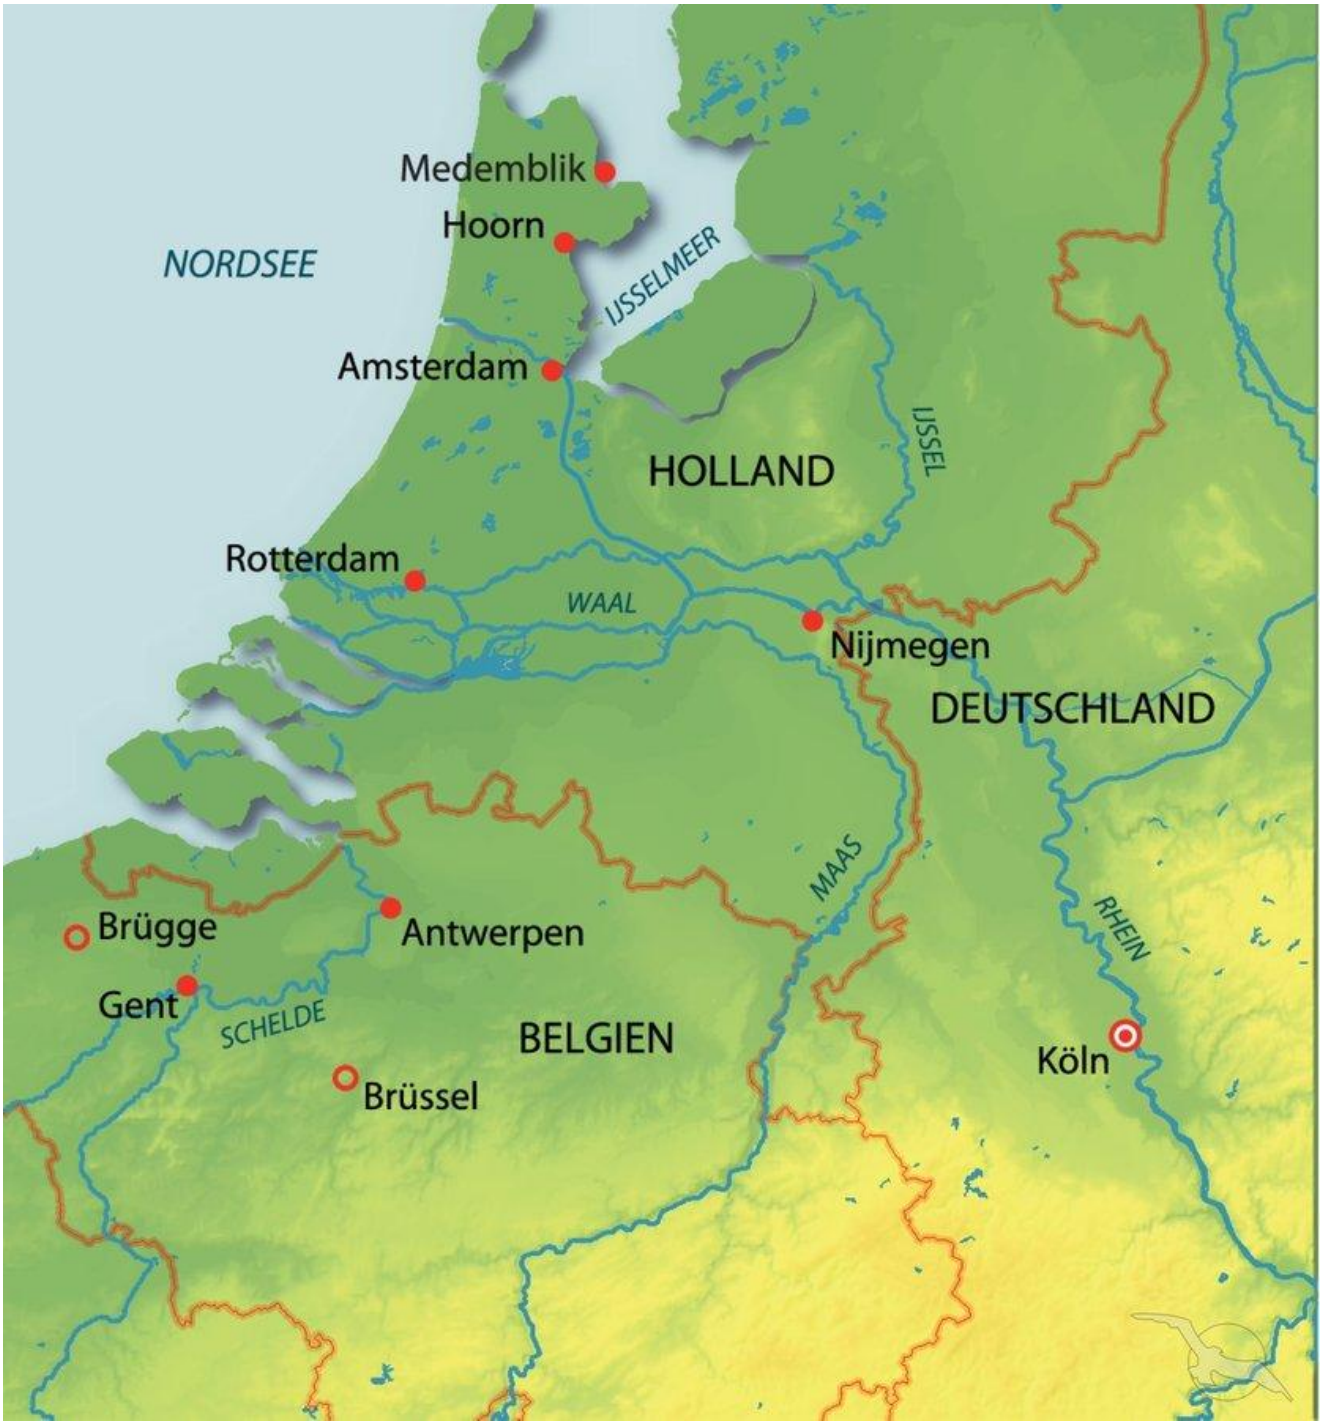 Medemblik
Hoorn
NORDSEE
IJSSELMEER
Amsterdam
IJSSEL
HOLLAND
Rotterdam
WAAL
Nijmegen
DEUTSCHLAND
MAAS
RHEIN
Brügge
Antwerpen
Gent
SCHELDE
BELGIEN
Köln
Brüssel